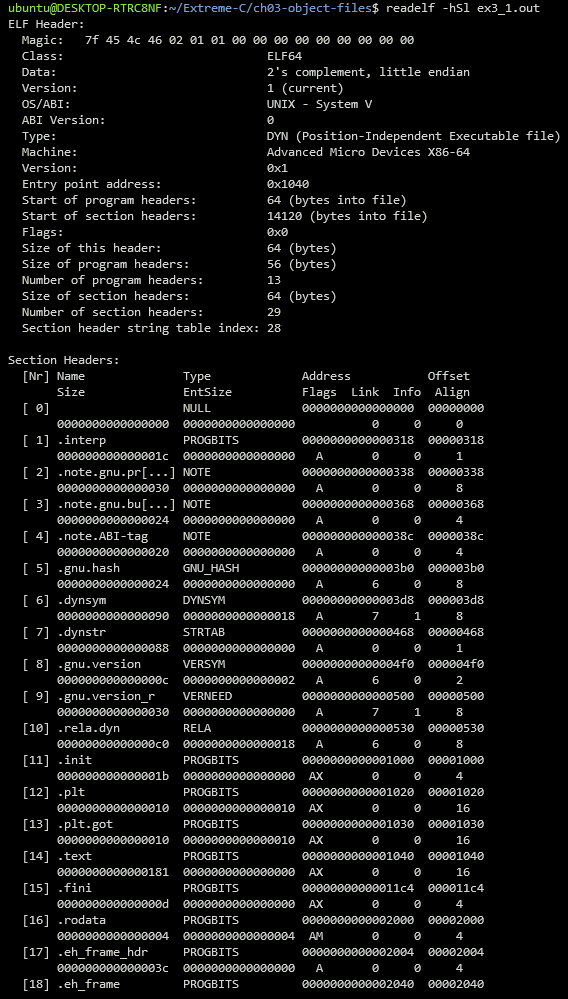 ubuntu@DESKTOP-RTRC8NF:~/Extreme-C/ch03-object-files$ readelf -hSl ex3_1.out
ELF Header:
  Magic:   7f 45 4c 46 02 01 01 00 00 00 00 00 00 00 00 00
  Class:                             ELF64
  Data:                              2's complement, little endian
  Version:                           1 (current)
  OS/ABI:                            UNIX - System V
  ABI Version:                       0
  Type:                              DYN (Position-Independent Executable file)
  Machine:                           Advanced Micro Devices X86-64
  Version:                           0x1
  Entry point address:               0x1040
  Start of program headers:          64 (bytes into file)
  Start of section headers:          14120 (bytes into file)
  Flags:                             0x0
  Size of this header:               64 (bytes)
  Size of program headers:           56 (bytes)
  Number of program headers:         13
  Size of section headers:           64 (bytes)
  Number of section headers:         29
  Section header string table index: 28

Section Headers:
  [Nr] Name              Type             Address           Offset
       Size              EntSize          Flags  Link  Info  Align
  [ 0]                   NULL             0000000000000000  00000000
       0000000000000000  0000000000000000           0     0     0
  [ 1] .interp           PROGBITS         0000000000000318  00000318
       000000000000001c  0000000000000000   A       0     0     1
  [ 2] .note.gnu.pr[...] NOTE             0000000000000338  00000338
       0000000000000030  0000000000000000   A       0     0     8
  [ 3] .note.gnu.bu[...] NOTE             0000000000000368  00000368
       0000000000000024  0000000000000000   A       0     0     4
  [ 4] .note.ABI-tag     NOTE             000000000000038c  0000038c
       0000000000000020  0000000000000000   A       0     0     4
  [ 5] .gnu.hash         GNU_HASH         00000000000003b0  000003b0
       0000000000000024  0000000000000000   A       6     0     8
  [ 6] .dynsym           DYNSYM           00000000000003d8  000003d8
       0000000000000090  0000000000000018   A       7     1     8
  [ 7] .dynstr           STRTAB           0000000000000468  00000468
       0000000000000088  0000000000000000   A       0     0     1
  [ 8] .gnu.version      VERSYM           00000000000004f0  000004f0
       000000000000000c  0000000000000002   A       6     0     2
  [ 9] .gnu.version_r    VERNEED          0000000000000500  00000500
       0000000000000030  0000000000000000   A       7     1     8
  [10] .rela.dyn         RELA             0000000000000530  00000530
       00000000000000c0  0000000000000018   A       6     0     8
  [11] .init             PROGBITS         0000000000001000  00001000
       000000000000001b  0000000000000000  AX       0     0     4
  [12] .plt              PROGBITS         0000000000001020  00001020
       0000000000000010  0000000000000010  AX       0     0     16
  [13] .plt.got          PROGBITS         0000000000001030  00001030
       0000000000000010  0000000000000010  AX       0     0     16
  [14] .text             PROGBITS         0000000000001040  00001040
       0000000000000181  0000000000000000  AX       0     0     16
  [15] .fini             PROGBITS         00000000000011c4  000011c4
       000000000000000d  0000000000000000  AX       0     0     4
  [16] .rodata           PROGBITS         0000000000002000  00002000
       0000000000000004  0000000000000004  AM       0     0     4
  [17] .eh_frame_hdr     PROGBITS         0000000000002004  00002004
       000000000000003c  0000000000000000   A       0     0     4
  [18] .eh_frame         PROGBITS         0000000000002040  00002040